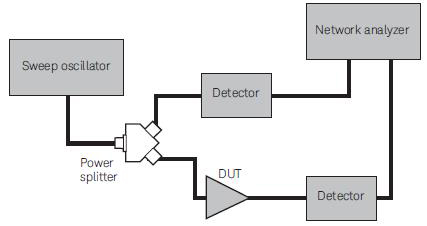 Network analyzer
Sweep oscillator
Detector
Power
splitter
DUT
Detector